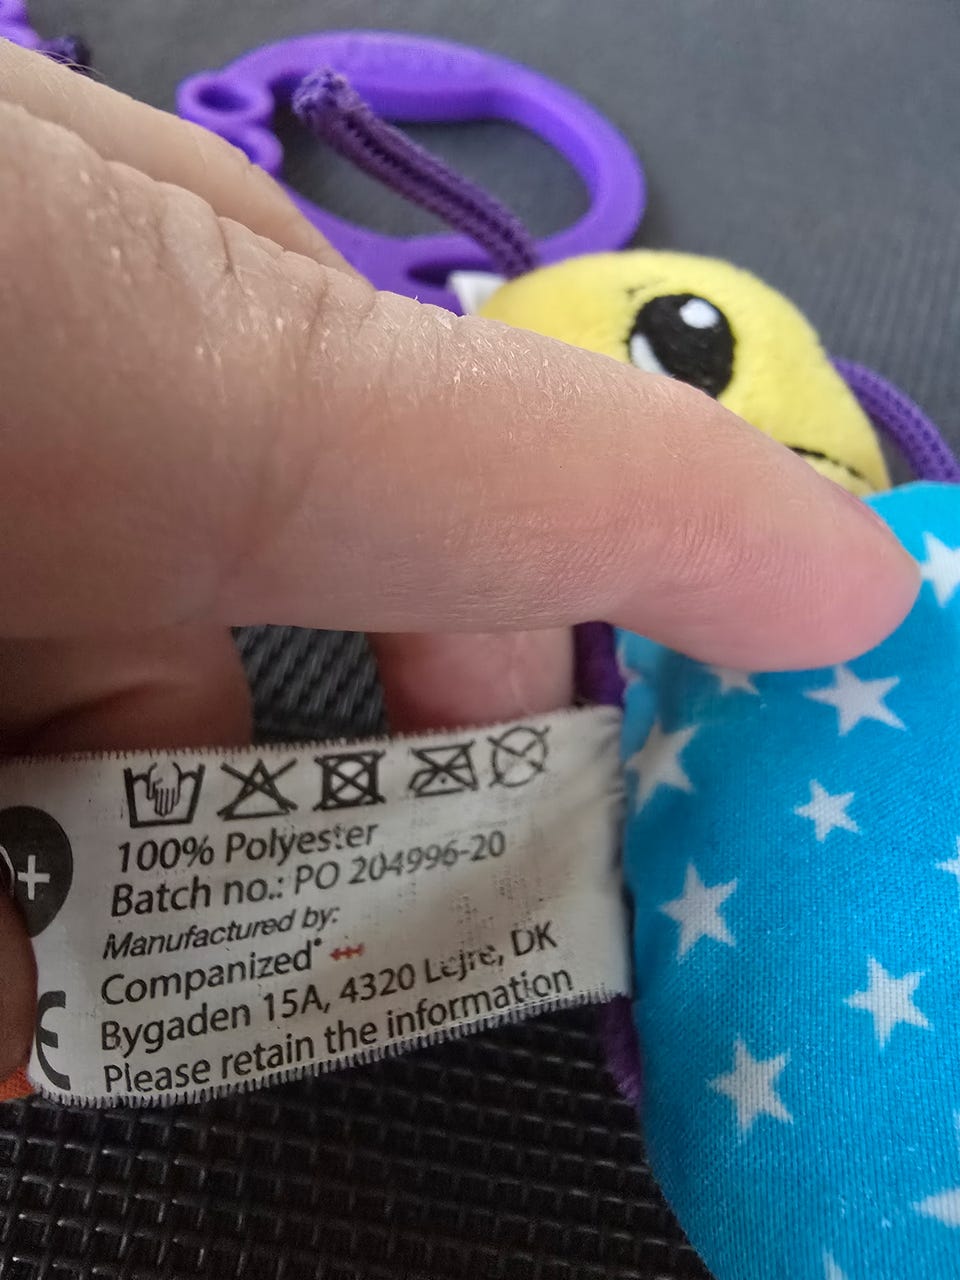 100% Polyester
Batch no.: PO 204996-20
Manufactured by:
Companized
Bygaden 15A, 4320 Lejre, DK
Please retain the information
+
CE